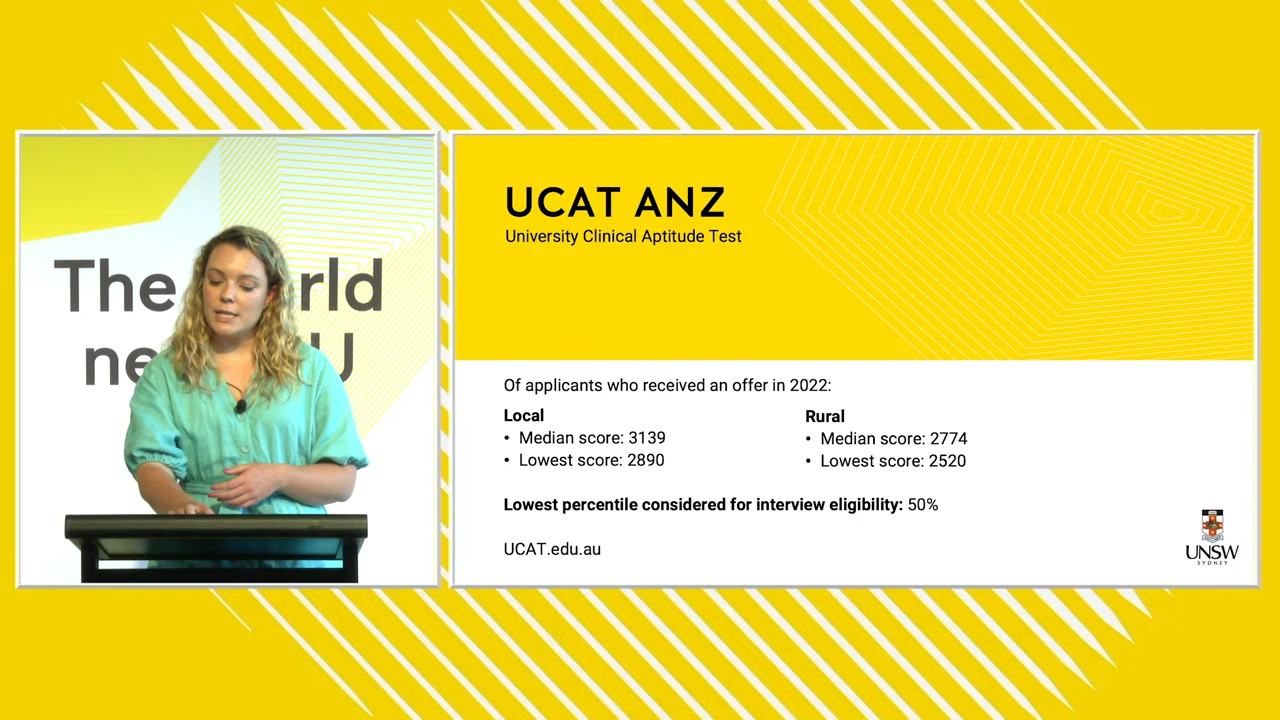 The rld
ne U
UCAT ANZ
University Clinical Aptitude Test
Of applicants who received an offer in 2022:
Local
• Median score: 3139
• Lowest score: 2890
Rural
• Median score: 2774
• Lowest score: 2520
Lowest percentile considered for interview eligibility: 50%
UCAT.edu.au
UNSW
SYDNEY